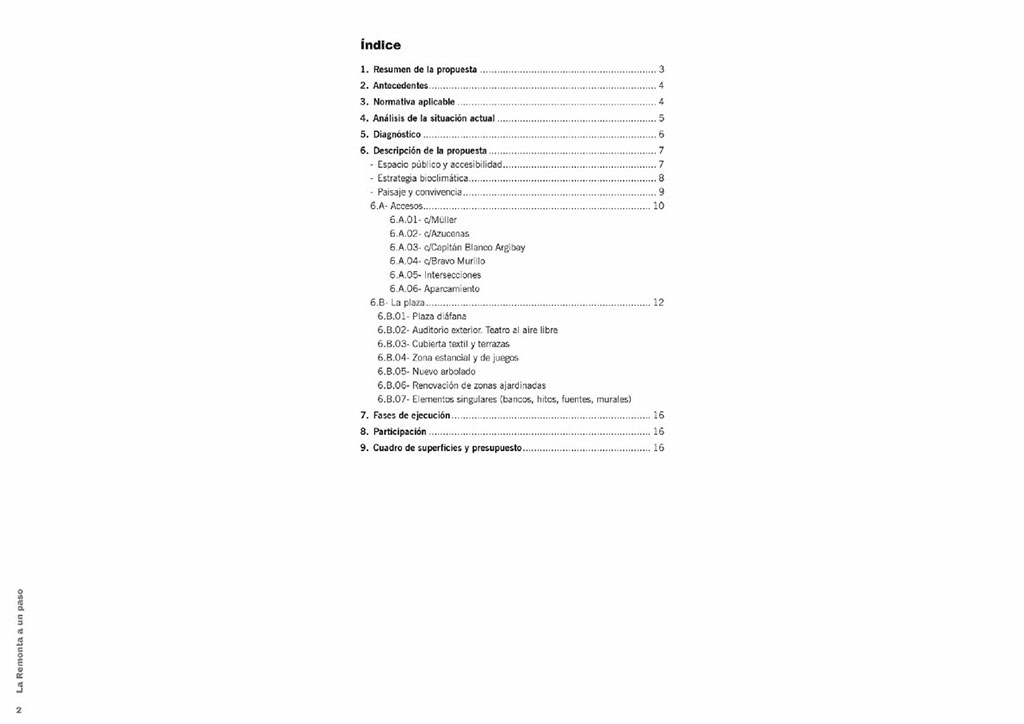 Índice
1. Resumen de la propuesta ........ 3
2. Antecedentes ........ 4
3. Normativa aplicable ........ 4
4. Análisis de la situación actual ........ 5
5. Diagnóstico ........ 6
6. Descripción de la propuesta ........ 7
- Espacio público y accesibilidad ........ 7
- Estrategia bioclimática ........ 8
- Paisaje y convivencia ........ 9
6.A- Accesos ........ 10
6.A.01- c/Müller
6.A.02- c/Azucenas
6.A.03- c/Capitán Blanco Argibay
6.A.04- c/Bravo Murillo
6.A.05- Intersecciones
6.A.06- Aparcamiento
6.B- La plaza ........ 12
6.B.01- Plaza diáfana
6.B.02- Auditorio exterior. Teatro al aire libre
6.B.03- Cubierta textil y terrazas
6.B.04- Zona estancial y de juegos
6.B.05- Nuevo arbolado
6.B.06- Renovación de zonas ajardinadas
6.B.07- Elementos singulares (bancos, hitos, fuentes, murales)
7. Fases de ejecución ........ 16
8. Participación ........ 16
9. Cuadro de superficies y presupuesto ........ 16
La Remonta a un paso
2